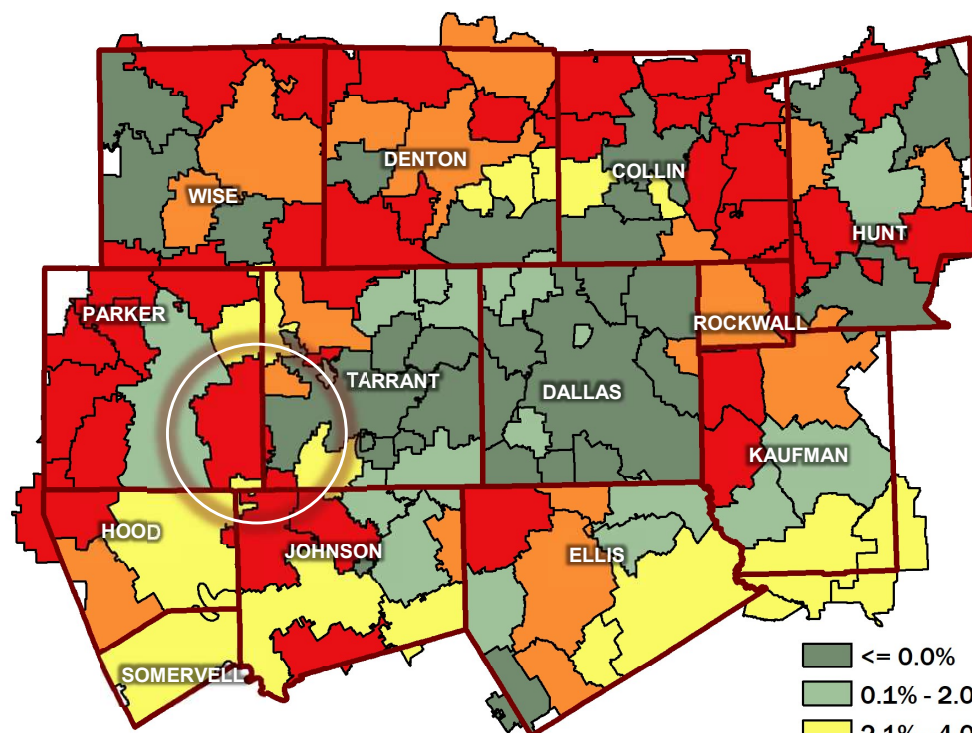 DENTON
COLLIN
WISE
HUNT
PARKER
ROCKWALL
TARRANT
DALLAS
KAUFMAN
HOOD
JOHNSON
ELLIS
SOMERVELL
<= 0.0%
0.1% - 2.0